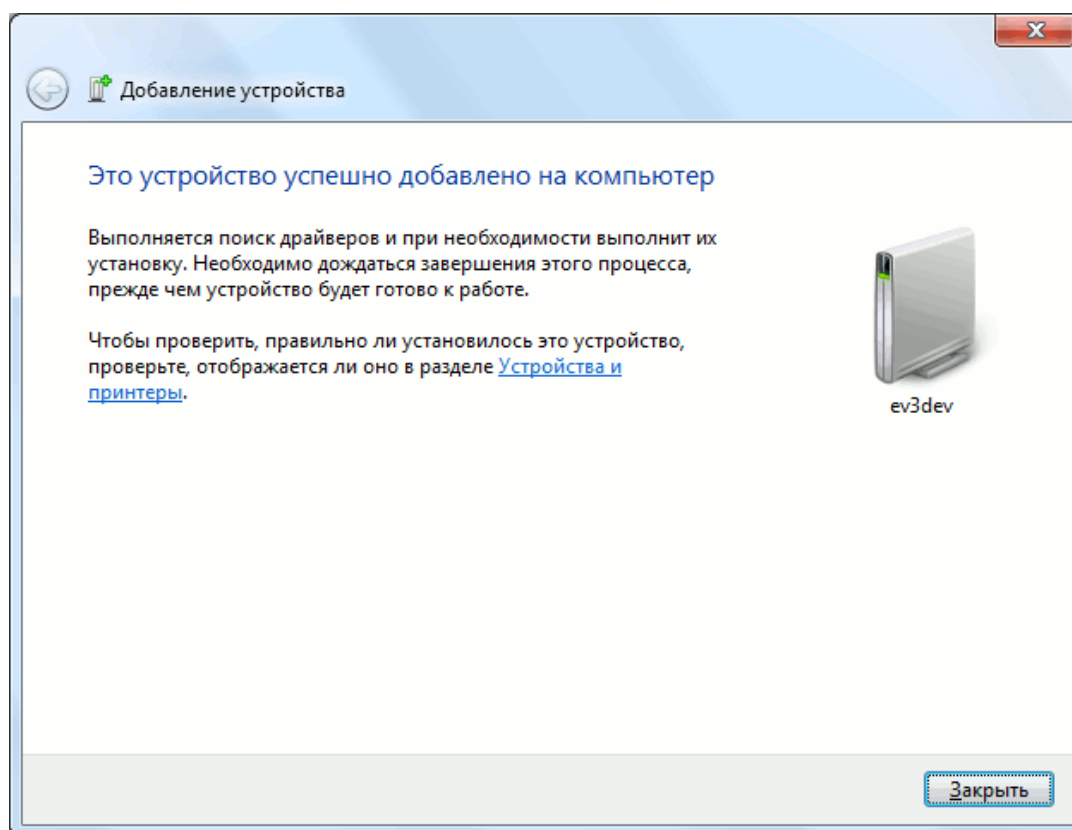 Добавление устройства
Это устройство успешно добавлено на компьютер
Выполняется поиск драйверов и при необходимости выполнит их
установку. Необходимо дождаться завершения этого процесса,
прежде чем устройство будет готово к работе.
Чтобы проверить, правильно ли установилось это устройство,
проверьте, отображается ли оно в разделе Устройства и
принтеры.
ev3dev
Закрыть